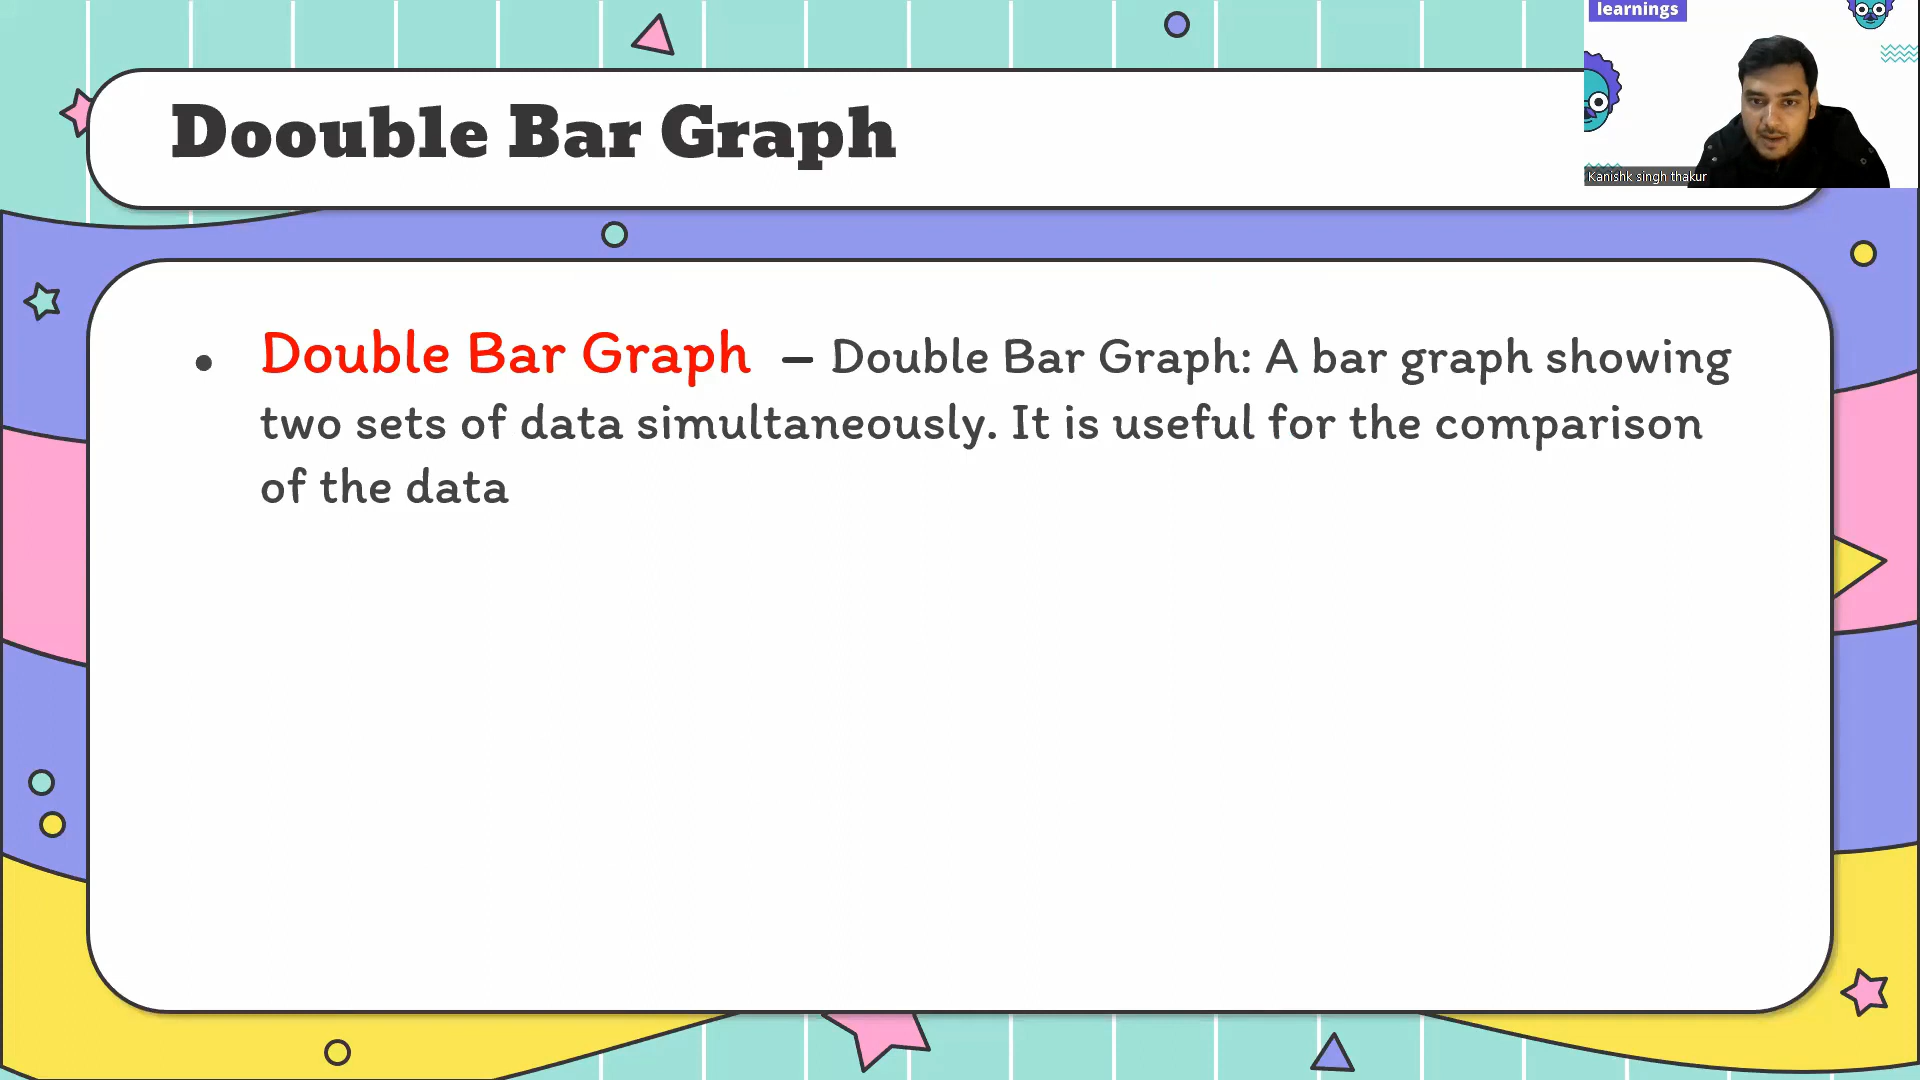 learnings
Doouble Bar Graph
Kanishk singh thakur
• Double Bar Graph – Double Bar Graph: A bar graph showing
two sets of data simultaneously. It is useful for the comparison
of the data